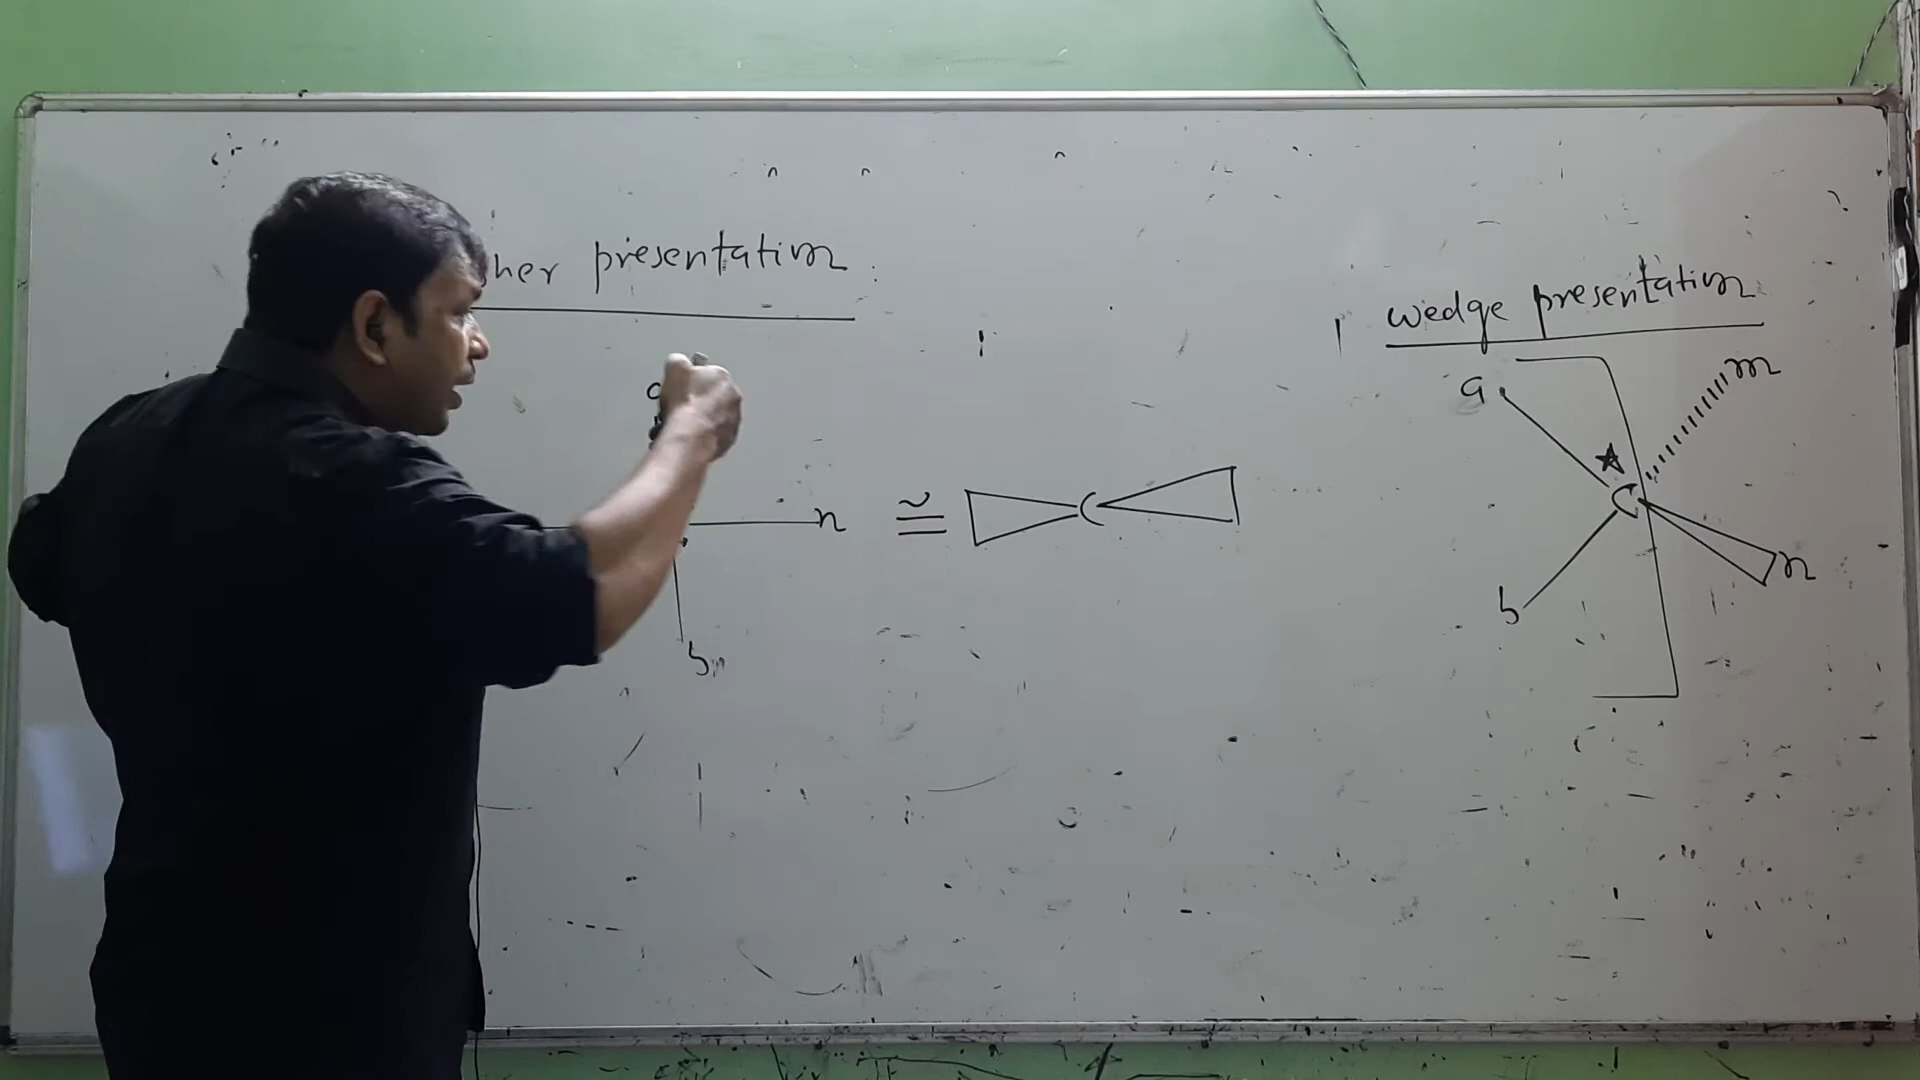 her presentation
a
n
b
≅
C
wedge presentation
a
m
C
b
n